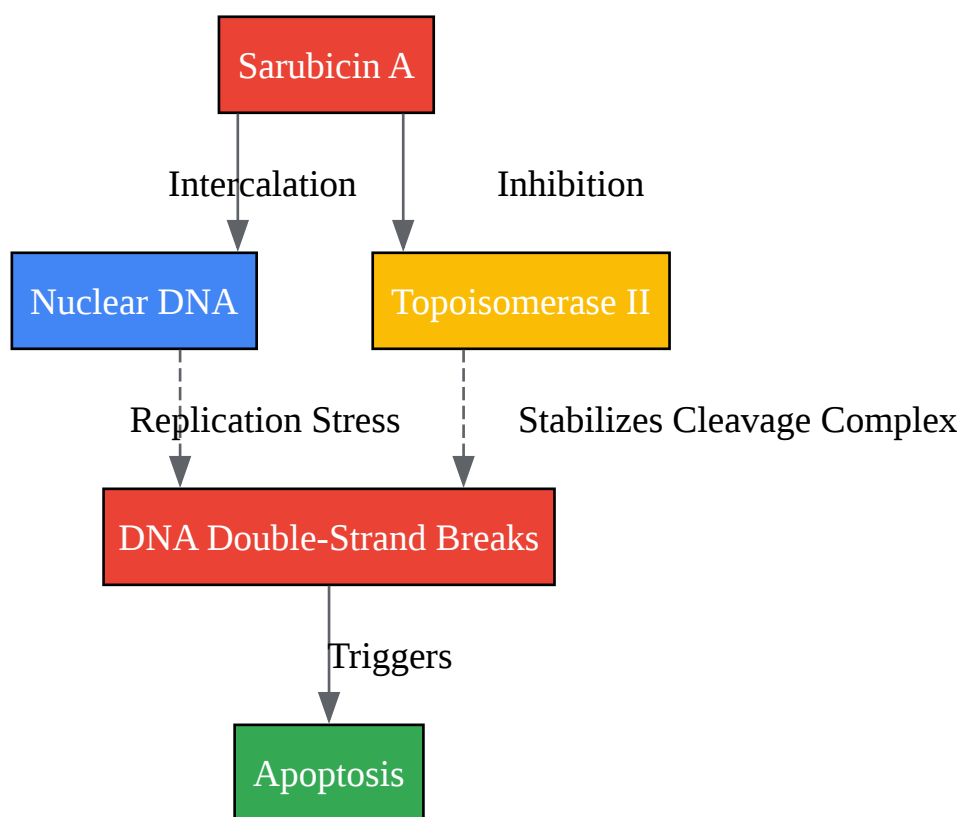 Sarubicin A
Intercalation
Inhibition
Nuclear DNA
Topoisomerase II
Replication Stress
Stabilizes Cleavage Complex
DNA Double-Strand Breaks
Triggers
Apoptosis